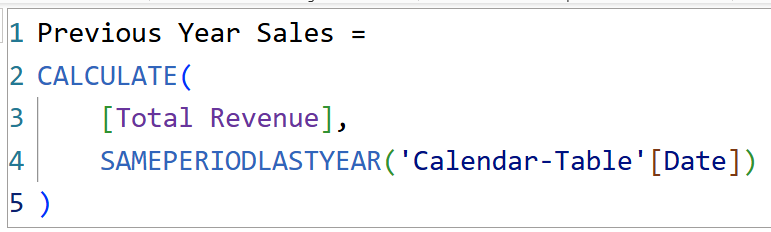 1 Previous Year Sales =
2 CALCULATE(
3     [Total Revenue],
4     SAMEPERIODLASTYEAR('Calendar-Table'[Date])
5 )